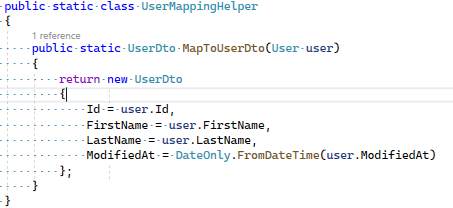 public static class UserMappingHelper
{
1 reference
public static UserDto MapToUserDto(User user)
{
return new UserDto
{
Id = user.Id,
FirstName = user.FirstName,
LastName = user.LastName,
ModifiedAt = DateOnly.FromDateTime(user.ModifiedAt)
};
}
}